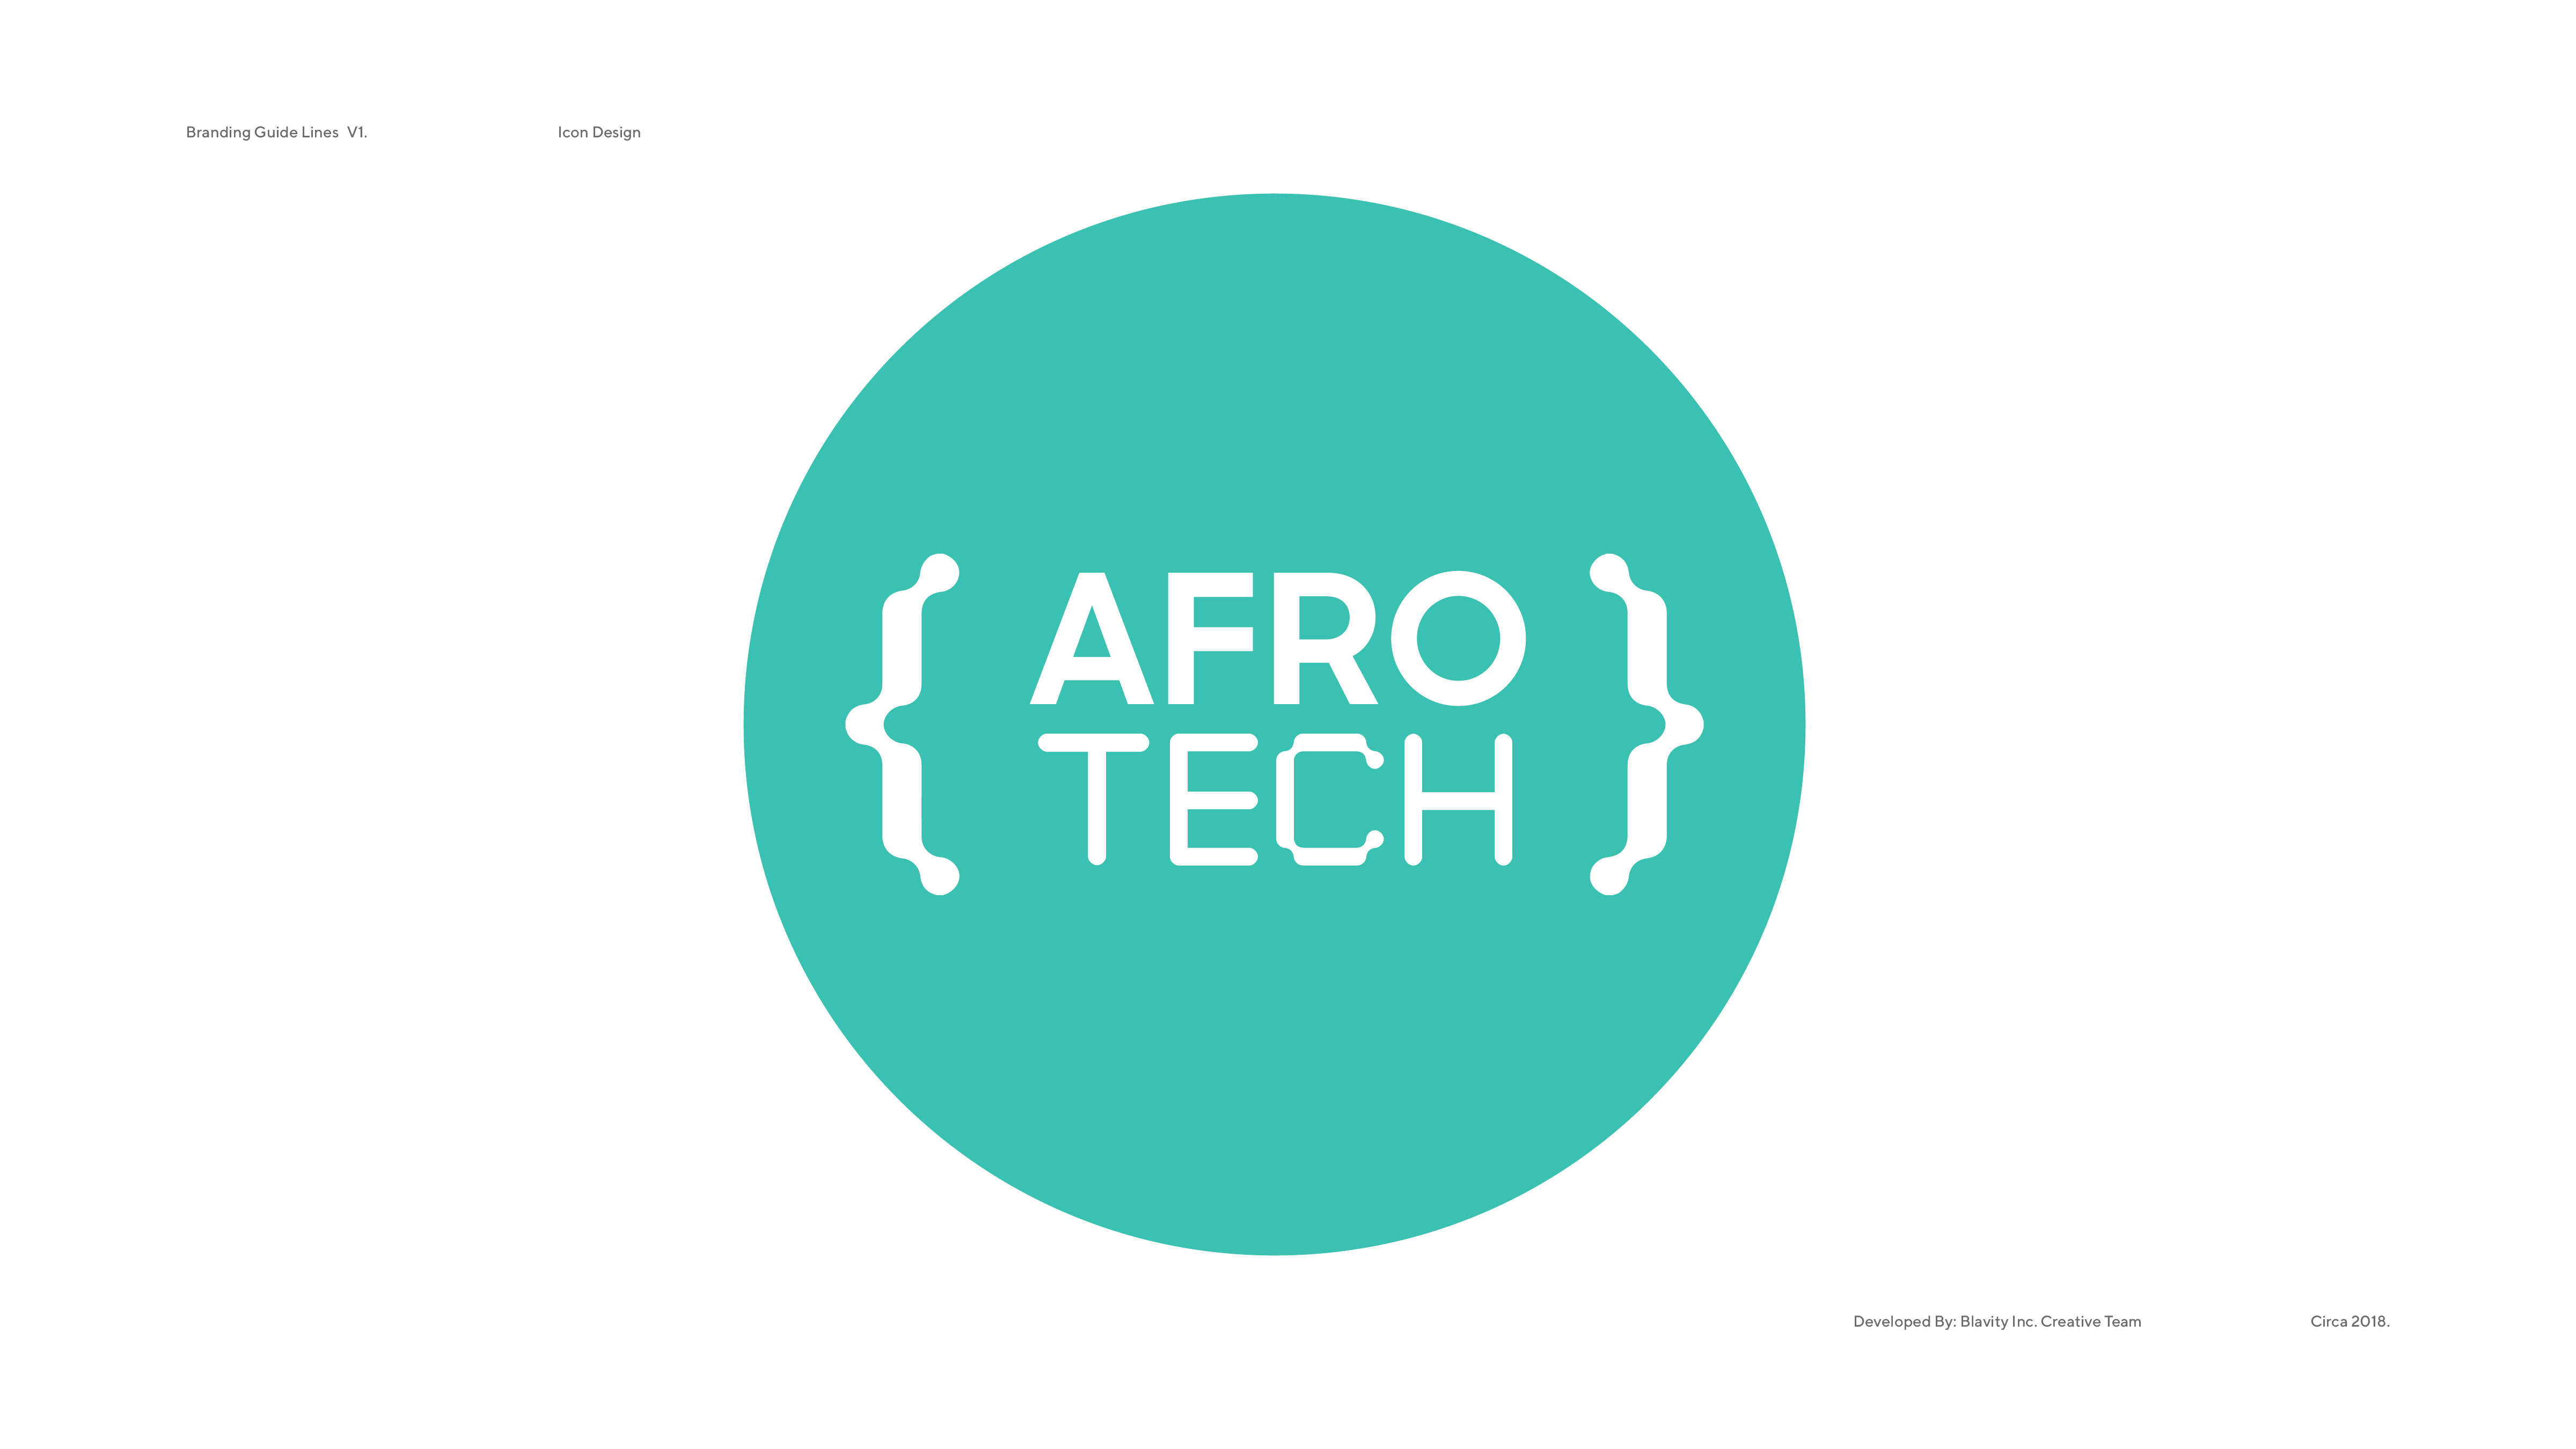 Branding Guide Lines  V1.
Icon Design
{ AFRO
TECH }
Developed By: Blavity Inc. Creative Team
Circa 2018.